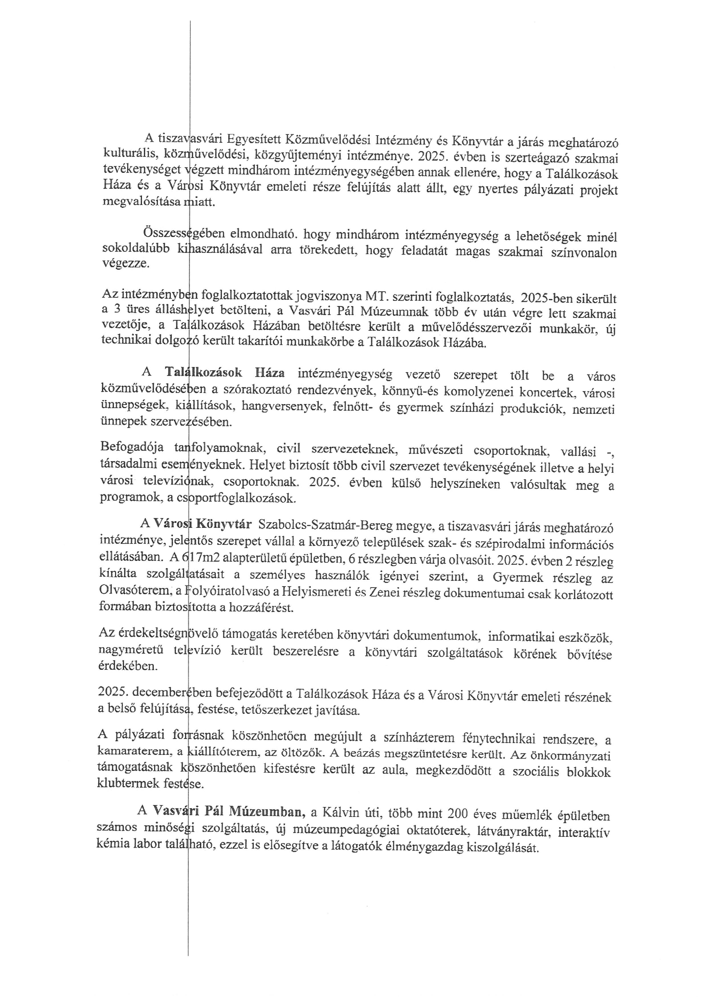 A tiszavasvári Egyesített Közművelődési Intézmény és Könyvtár a járás meghatározó
kulturális, közművelődési, közgyűjteményi intézménye. 2025. évben is szerteágazó szakmai
tevékenységet végzett mindhárom intézményegységében annak ellenére, hogy a Találkozások
Háza és a Városi Könyvtár emeleti része felújítás alatt állt, egy nyertes pályázati projekt
megvalósítása miatt.
Összességében elmondható. hogy mindhárom intézményegység a lehetőségek minél
sokoldalúbb kihasználásával arra törekedett, hogy feladatát magas szakmai színvonalon
végezze.
Az intézményben foglalkoztatottak jogviszonya MT. szerinti foglalkoztatás, 2025-ben sikerült
a 3 üres álláshelyet betölteni, a Vasvári Pál Múzeumnak több év után végre lett szakmai
vezetője, a Találkozások Házában betöltésre került a művelődésszervezői munkakör, új
technikai dolgozó került takarítói munkakörbe a Találkozások Házába.
A Találkozások Háza intézményegység vezető szerepet tölt be a város
közművelődésében a szórakoztató rendezvények, könnyű-és komolyzenei koncertek, városi
ünnepségek, kiállítások, hangversenyek, felnőtt- és gyermek színházi produkciók, nemzeti
ünnepek szervezésében.
Befogadója tanfolyamoknak, civil szervezeteknek, művészeti csoportoknak, vallási -,
társadalmi eseményeknek. Helyet biztosít több civil szervezet tevékenységének illetve a helyi
városi televíziónak, csoportoknak. 2025. évben külső helyszíneken valósultak meg a
programok, a csoportfoglalkozások.
A Városi Könyvtár Szabolcs-Szatmár-Bereg megye, a tiszavasvári járás meghatározó
intézménye, jelentős szerepet vállal a környező települések szak- és szépirodalmi információs
ellátásában. A 617m2 alapterületű épületben, 6 részlegben várja olvasóit. 2025. évben 2 részleg
kínálta szolgáltatásait a személyes használók igényei szerint, a Gyermek részleg az
Olvasóterem, a Folyóiratolvasó a Helyismereti és Zenei részleg dokumentumai csak korlátozott
formában biztosította a hozzáférést.
Az érdekeltségnövelő támogatás keretében könyvtári dokumentumok, informatikai eszközök,
nagyméretű televízió került beszerelésre a könyvtári szolgáltatások körének bővítése
érdekében.
2025. decemberében befejeződött a Találkozások Háza és a Városi Könyvtár emeleti részének
a belső felújítása, festése, tetőszerkezet javítása.
A pályázati forrásnak köszönhetően megújult a színházterem fénytechnikai rendszere, a
kamaraterem, a kiállítóterem, az öltözők. A beázás megszüntetésre került. Az önkormányzati
támogatásnak köszönhetően kifestésre került az aula, megkezdődött a szociális blokkok
klubtermek festése.
A Vasvári Pál Múzeumban, a Kálvin úti, több mint 200 éves műemlék épületben
számos minőségi szolgáltatás, új múzeumpedagógiai oktatóterek, látványraktár, interaktív
kémia labor található, ezzel is elősegítve a látogatók élménygazdag kiszolgálását.